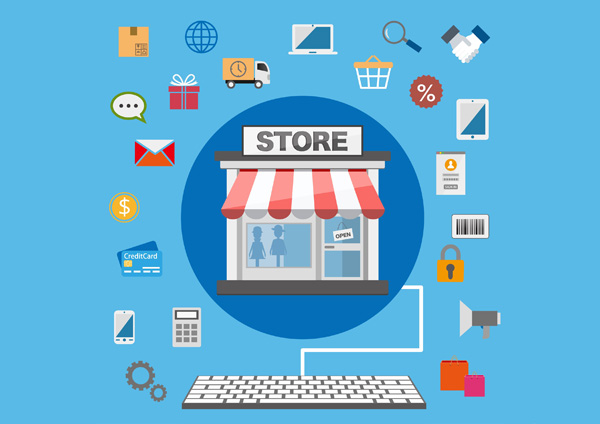 %
STORE
OPEN
$
CreditCard